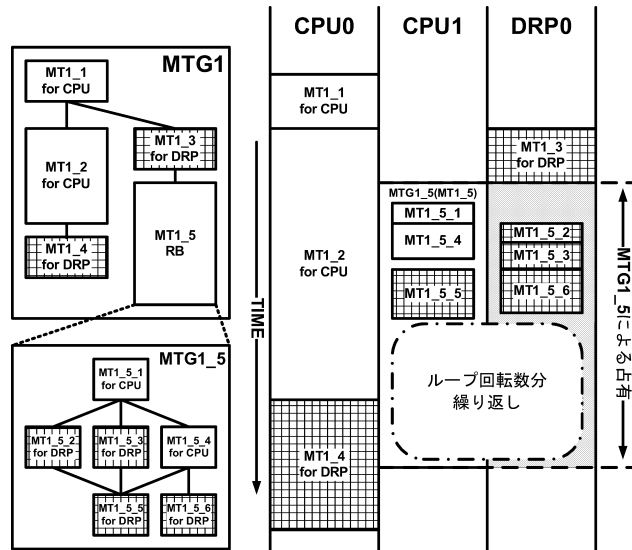 MTG1
MT1_1
for CPU
MT1_2
for CPU
MT1_3
for DRP
MT1_4
for DRP
MT1_5
RB
MTG1_5
MT1_5_1
for CPU
MT1_5_2
for DRP
MT1_5_3
for DRP
MT1_5_4
for CPU
MT1_5_5
for DRP
MT1_5_6
for DRP
TIME
CPU0
CPU1
DRP0
MT1_1
for CPU
MT1_2
for CPU
MT1_4
for DRP
MTG1_5(MT1_5)
MT1_5_1
MT1_5_4
MT1_5_5
MT1_3
for DRP
MT1_5_2
MT1_5_3
MT1_5_6
ループ回転数分
繰り返し
MTG1_5による占有